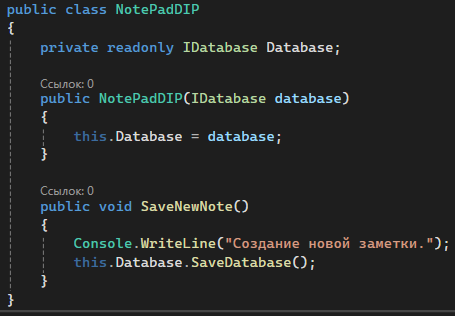 public class NotePadDIP
{
private readonly IDatabase Database;
Ссылок: 0
public NotePadDIP(IDatabase database)
{
this.Database = database;
}
Ссылок: 0
public void SaveNewNote()
{
Console.WriteLine("Создание новой заметки.");
this.Database.SaveDatabase();
}
}